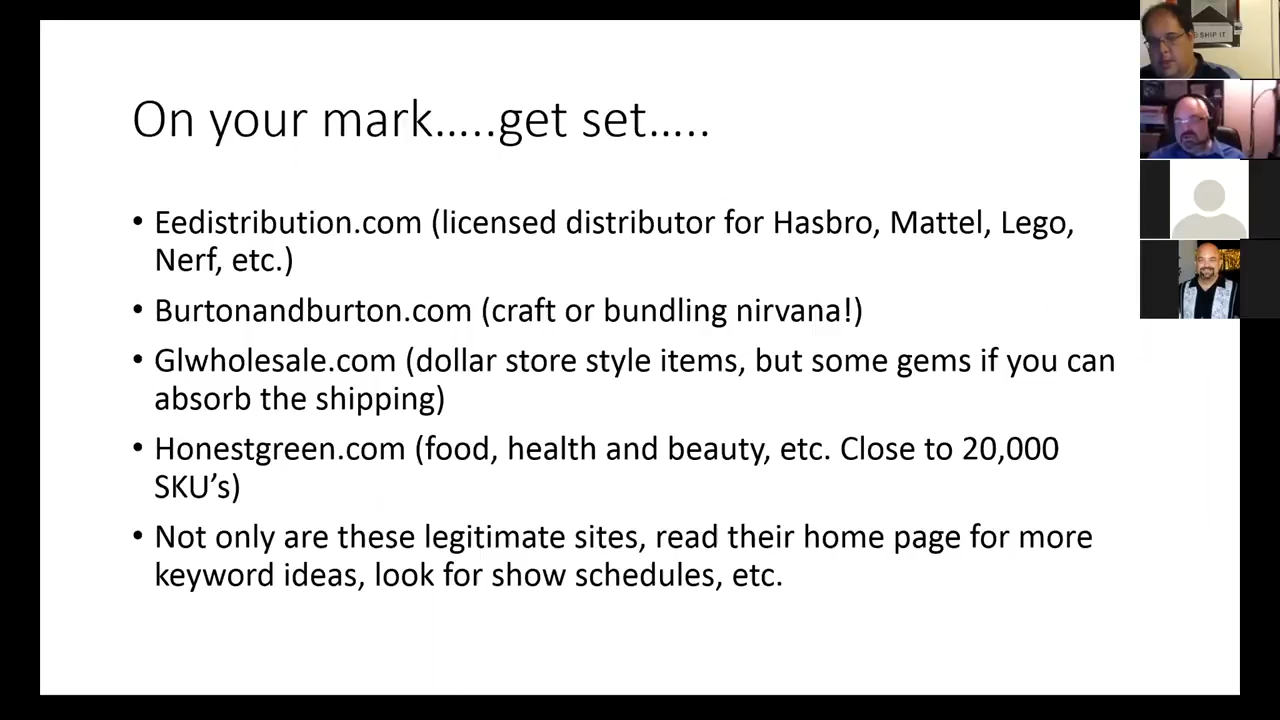 On your mark.....get set.....
• Eedistribution.com (licensed distributor for Hasbro, Mattel, Lego,
Nerf, etc.)
• Burtonandburton.com (craft or bundling nirvana!)
• Glwholesale.com (dollar store style items, but some gems if you can
absorb the shipping)
• Honestgreen.com (food, health and beauty, etc. Close to 20,000
SKU’s)
• Not only are these legitimate sites, read their home page for more
keyword ideas, look for show schedules, etc.
SHIP IT